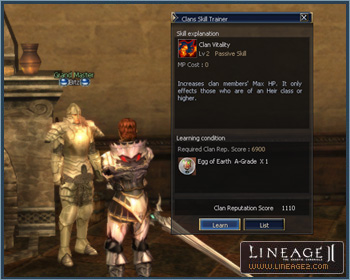 Clans Skill Trainer
Skill explanation
Clan Vitality
Lv 2 Passive Skill
MP Cost : 0
Increases clan members' Max HP. It only
effects those who are of an Heir class or
higher.
Learning condition
Required Clan Rep. Score : 6900
Egg of Earth A-Grade X 1
Clan Reputation Score 1110
Learn List
Grand Master
LINEAGE II
THE CHAOTIC CHRONICLE
WWW.LINEAGE2.COM